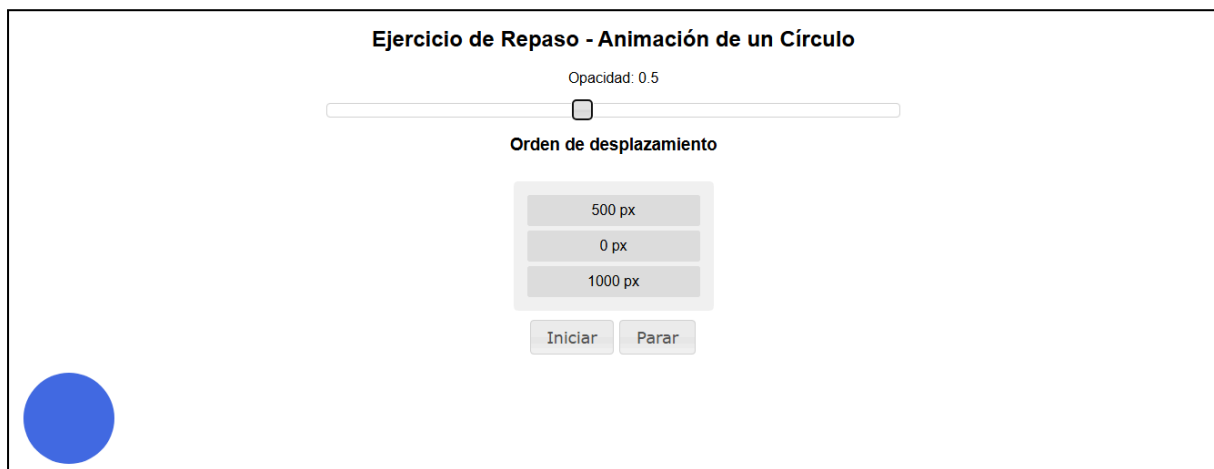 Ejercicio de Repaso - Animación de un Círculo
Opacidad: 0.5
Orden de desplazamiento
500 px
0 px
1000 px
Iniciar Parar